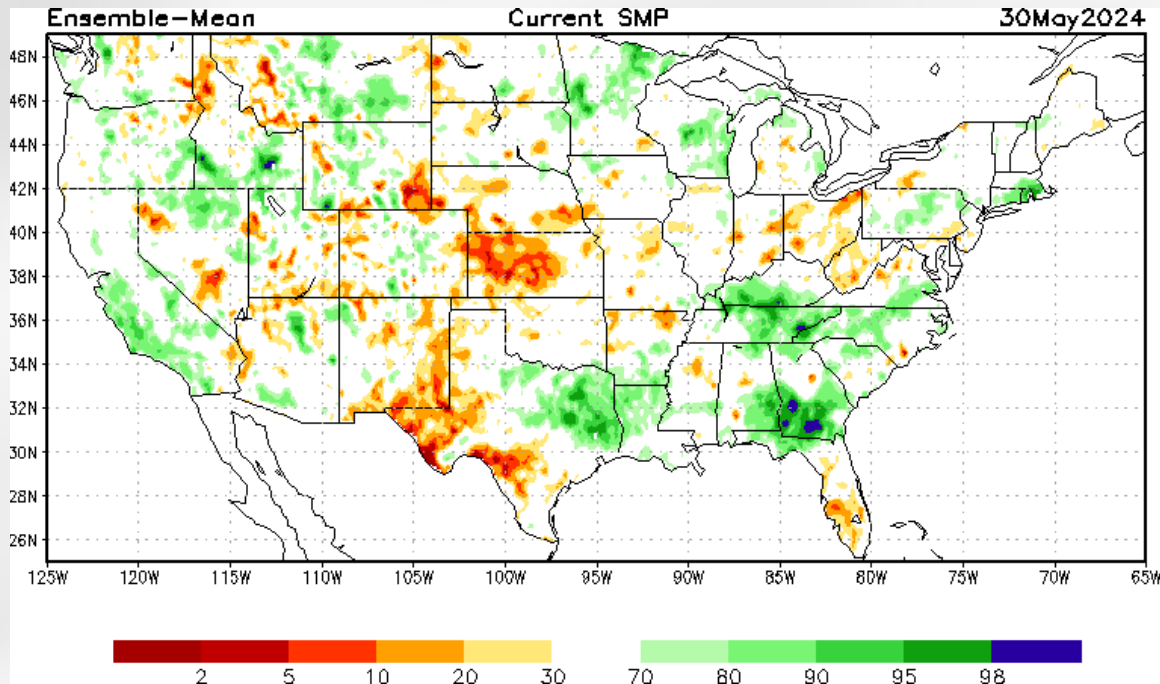 Ensemble-Mean Current SMP 30May2024
48N
46N
44N
42N
40N
38N
36N
34N
32N
30N
28N
26N
125W 120W 115W 110W 105W 100W 95W 90W 85W 80W 75W 70W 65W
2 5 10 20 30 70 80 90 95 98